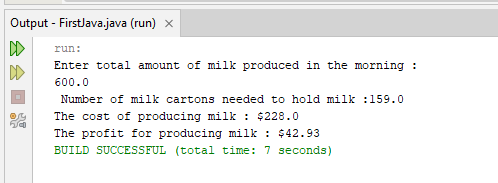 Output - FirstJava.java (run) ×
run:
Enter total amount of milk produced in the morning :
600.0
 Number of milk cartons needed to hold milk :159.0
The cost of producing milk : $228.0
The profit for producing milk : $42.93
BUILD SUCCESSFUL (total time: 7 seconds)